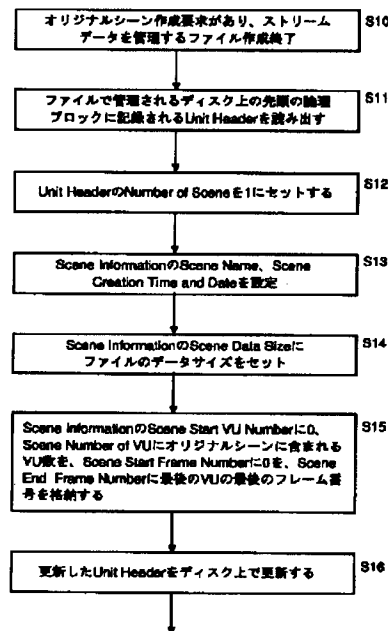 オリジナルシーン作成要求があり、ストリーム
データを管理するファイル作成終了
S10
ファイルで管理されるディスク上の先頭の論理
ブロックに記録されるUnit Headerを読み出す
S11
Unit HeaderのNumber of Sceneを1にセットする
S12
Scene InformationのScene Name、Scene
Creation Time and Dateを設定
S13
Scene InformationのScene Data Sizeに
ファイルのデータサイズをセット
S14
Scene InformationのScene Start VU Numberに0、
Scene Number of VUにオリジナルシーンに含まれる
VU数を、Scene Start Frame Numberに0を、Scene
End Frame Numberに最後のVUの最後のフレーム番
号を格納する
S15
更新したUnit Headerをディスク上で更新する
S16